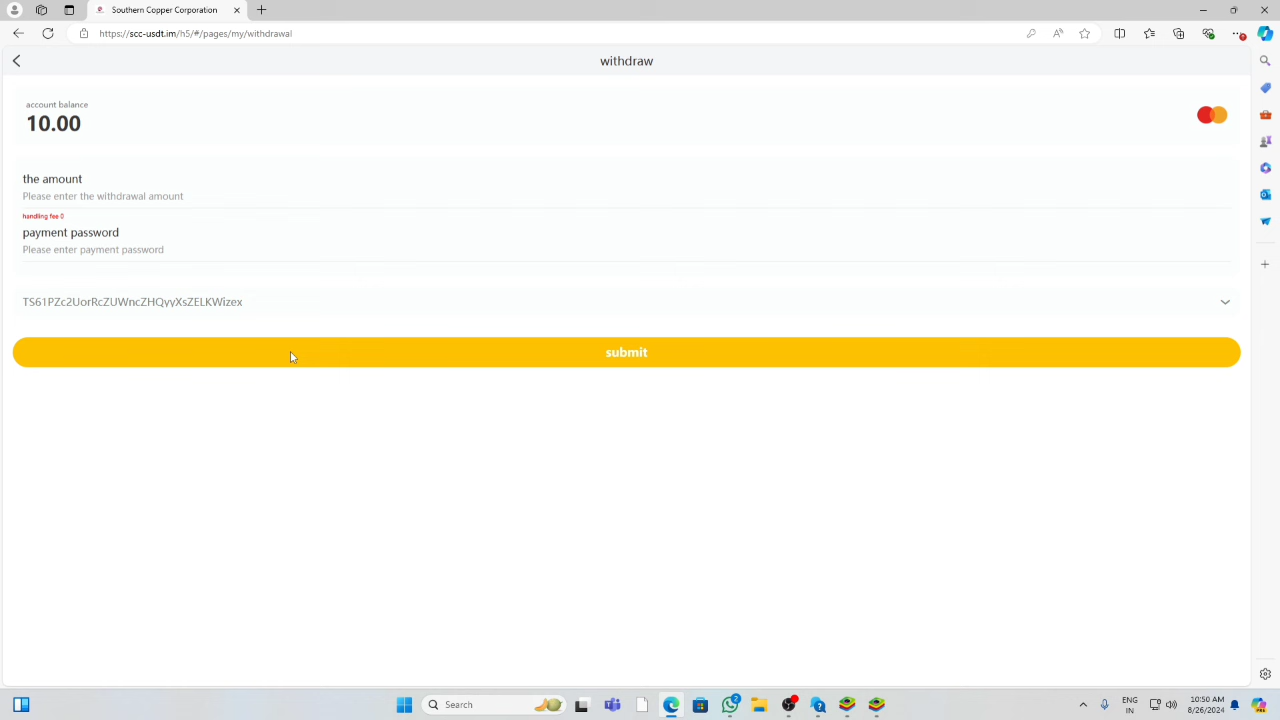 Southern Copper Corporation
https://scc-usdt.im/h5/#/pages/my/withdrawal
withdraw
account balance
10.00
the amount
Please enter the withdrawal amount
handling fee 0
payment password
Please enter payment password
TS61PZc2UorRcZUWncZHQyyXsZELKWizex
submit
Search
2
ENG
IN
10:50 AM
8/26/2024